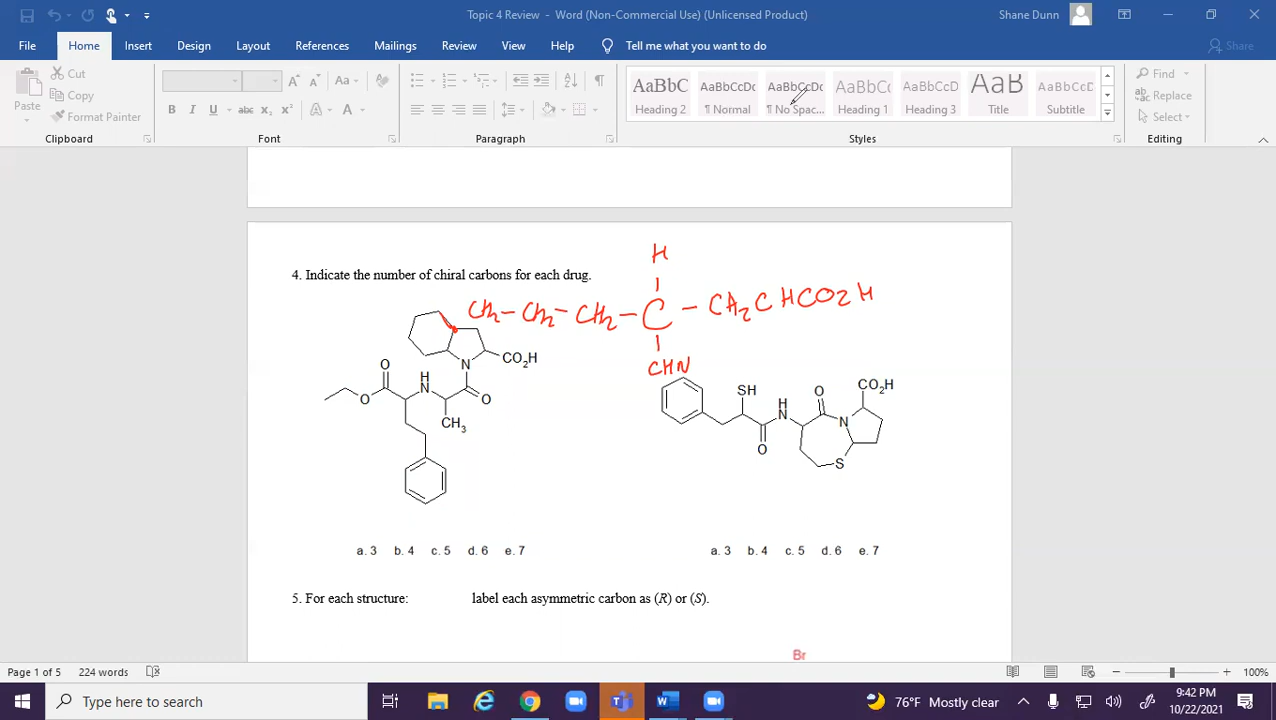 Topic 4 Review - Word (Non-Commercial Use) (Unlicensed Product)
Shane Dunn
File Home Insert Design Layout References Mailings Review View Help Tell me what you want to do Share
Paste
Cut
Copy
Format Painter
Clipboard
Aa
B I U ab x₂ x² A A
Font
Paragraph
AaBbC AaBbCcDc AaBbCcDc AaBbCc AaBbCcDc AaB AaBbCcD
Heading 2 ¶ Normal ¶ No Spac... Heading 1 Heading 3 Title Subtitle
Styles
Find
Replace
Select
Editing
4. Indicate the number of chiral carbons for each drug.
H
CH2 - CH2 - CH2 - C - CH2CHCO2H
CHN
CO₂H
N
O
H
N
O
O
CH₃
SH
H
N
O
O
CO₂H
N
O
S
a. 3 b. 4 c. 5 d. 6 e. 7
a. 3 b. 4 c. 5 d. 6 e. 7
5. For each structure: label each asymmetric carbon as (R) or (S).
Br
Page 1 of 5 224 words 100%
Type here to search
76°F Mostly clear
9:42 PM
10/22/2021